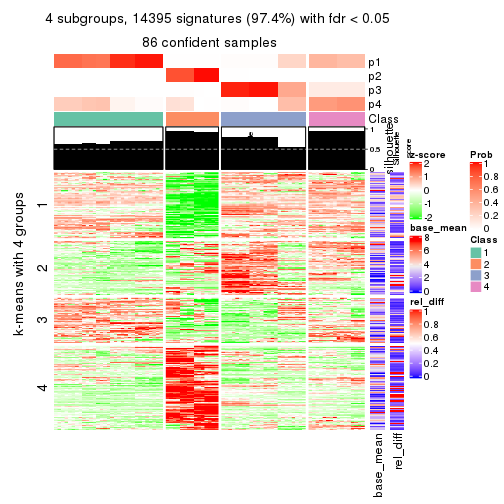 4 subgroups, 14395 signatures (97.4%) with fdr < 0.05
86 confident samples
p1
p2
p3
p4
Class
1
0.5
0
silhouette
Silhouette
score
k-means with 4 groups
1
2
3
4
base_mean
rel_diff
z-score
2
1
0
-1
-2
base_mean
8
6
4
2
0
rel_diff
1
0.8
0.6
0.4
0.2
0
Prob
1
0.8
0.6
0.4
0.2
0
Class
1
2
3
4